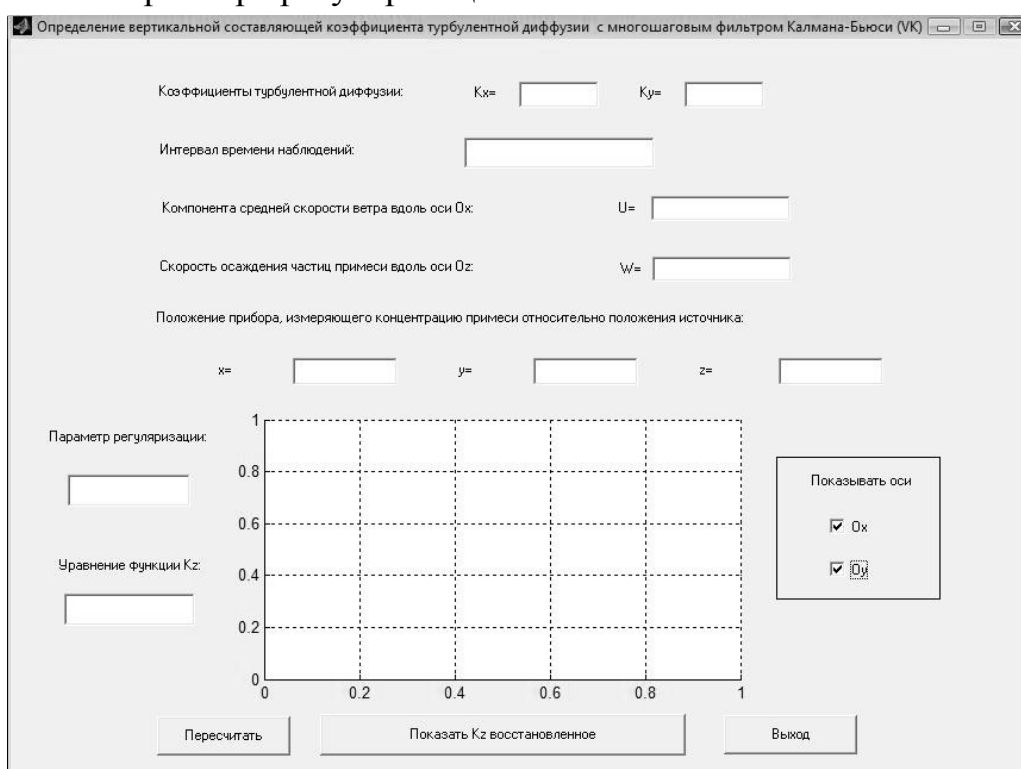 Определение вертикальной составляющей коэффициента турбулентной диффузии с многошаговым фильтром Калмана-Бьюси (VK)
Коэффициенты турбулентной диффузии: Kx= Ky=
Интервал времени наблюдений:
Компонента средней скорости ветра вдоль оси Ox: U=
Скорость осаждения частиц примеси вдоль оси Oz: W=
Положение прибора, измеряющего концентрацию примеси относительно положения источника:
x= y= z=
Параметр регуляризации:
Уравнение функции Kz:
1
0.8
0.6
0.4
0.2
0
0 0.2 0.4 0.6 0.8 1
Показывать оси
Ox
Oy
Пересчитать Показать Kz восстановленное Выход